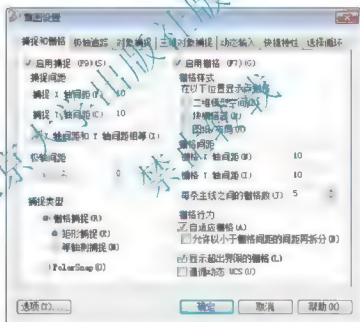 草图设置
捕捉和栅格 极轴追踪 对象捕捉 三维对象捕捉 动态输入 快捷特性 选择循环
启用捕捉 (F9)(S)
捕捉间距
捕捉 X 轴间距(P) 10
捕捉 Y 轴间距(C) 10
X 轴间距和 Y 轴间距相等(X)
极轴间距
0
捕捉类型
栅格捕捉(R)
矩形捕捉(E)
等轴测捕捉(M)
PolarSnap(O)
启用栅格 (F7)(G)
栅格样式
在以下位置显示点栅格
二维模型空间(D)
块编辑器(K)
图纸/布局(H)
栅格间距
栅格 X 轴间距(N) 10
栅格 Y 轴间距(I) 10
每条主线之间的栅格数(J) 5
栅格行为
自适应栅格(A)
允许以小于栅格间距的间距再拆分(B)
显示超出界限的栅格(L)
遵循动态 UCS(U)
选项(T)...
确定
取消
帮助(H)